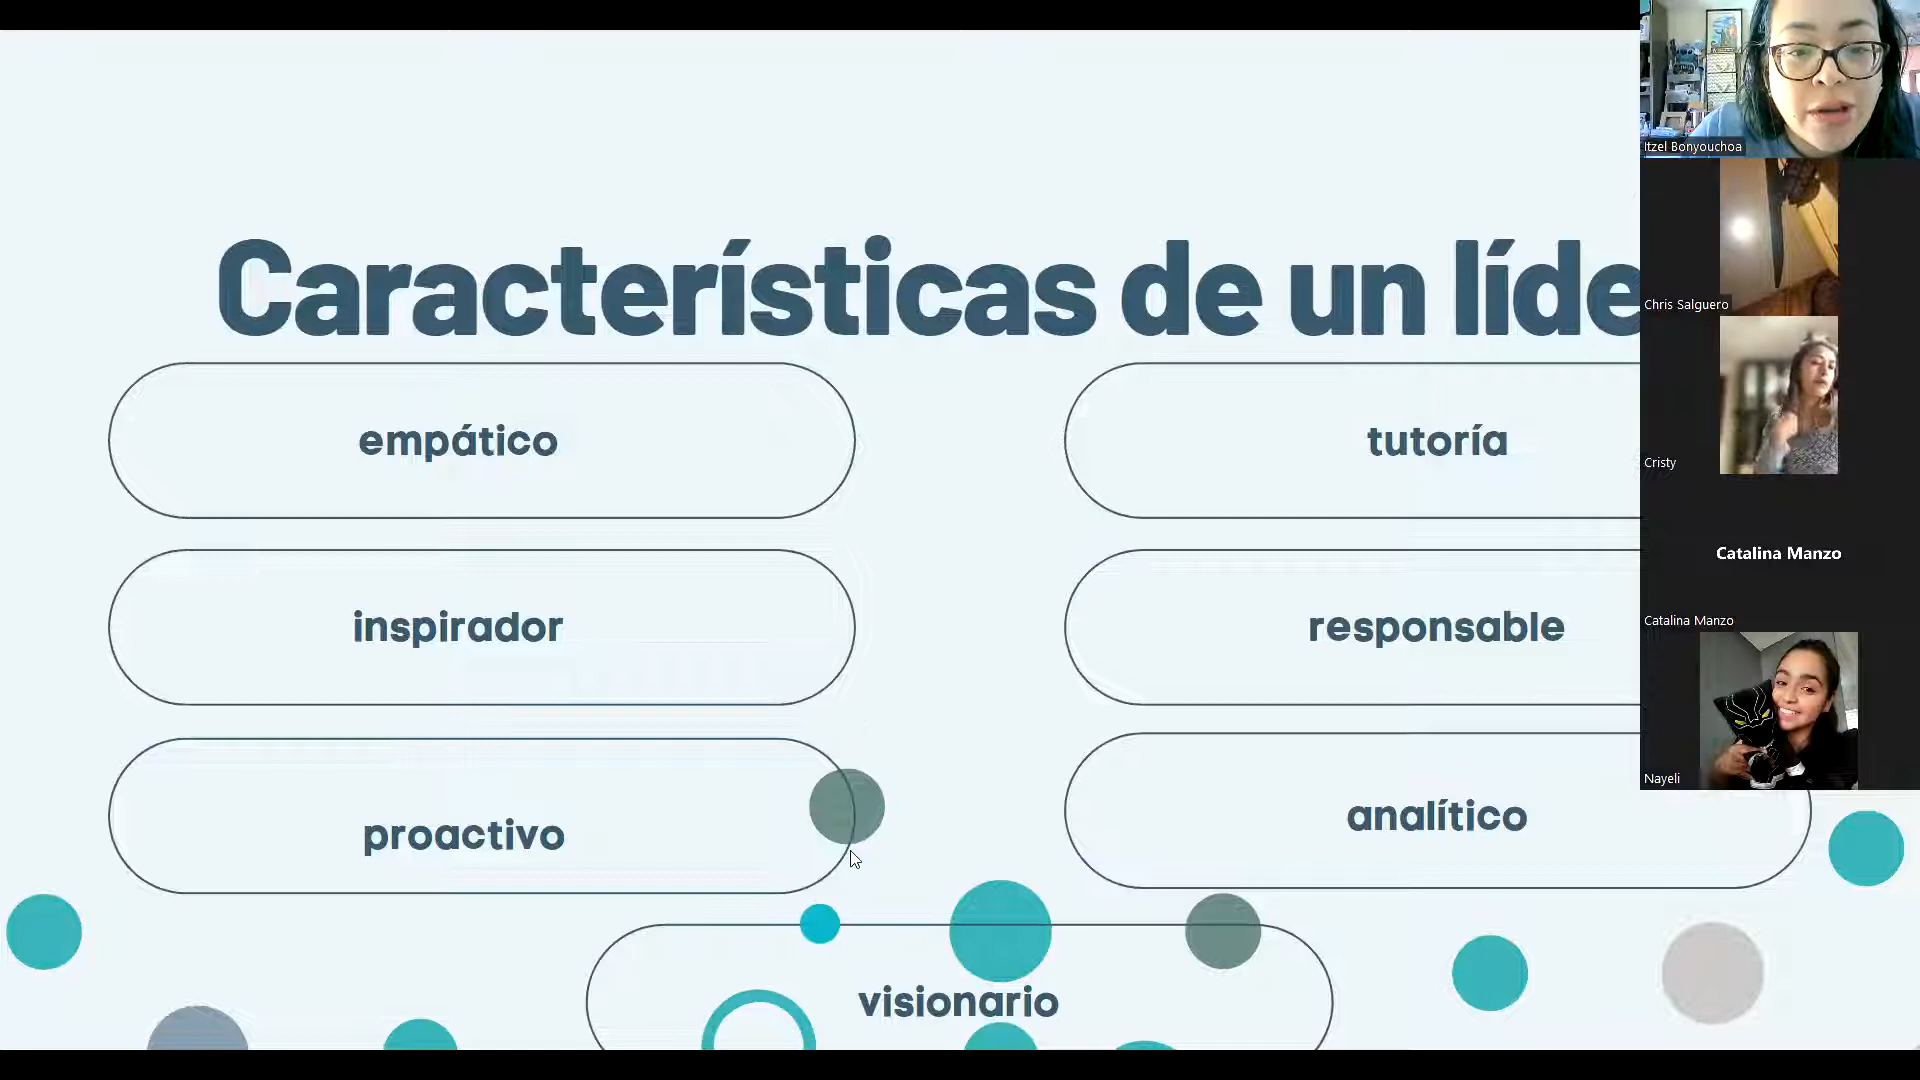 Características de un líde
empático
tutoría
inspirador
responsable
proactivo
analítico
visionario
Itzel Bonyouchoa
Chris Salguero
Cristy
Catalina Manzo
Catalina Manzo
Nayeli